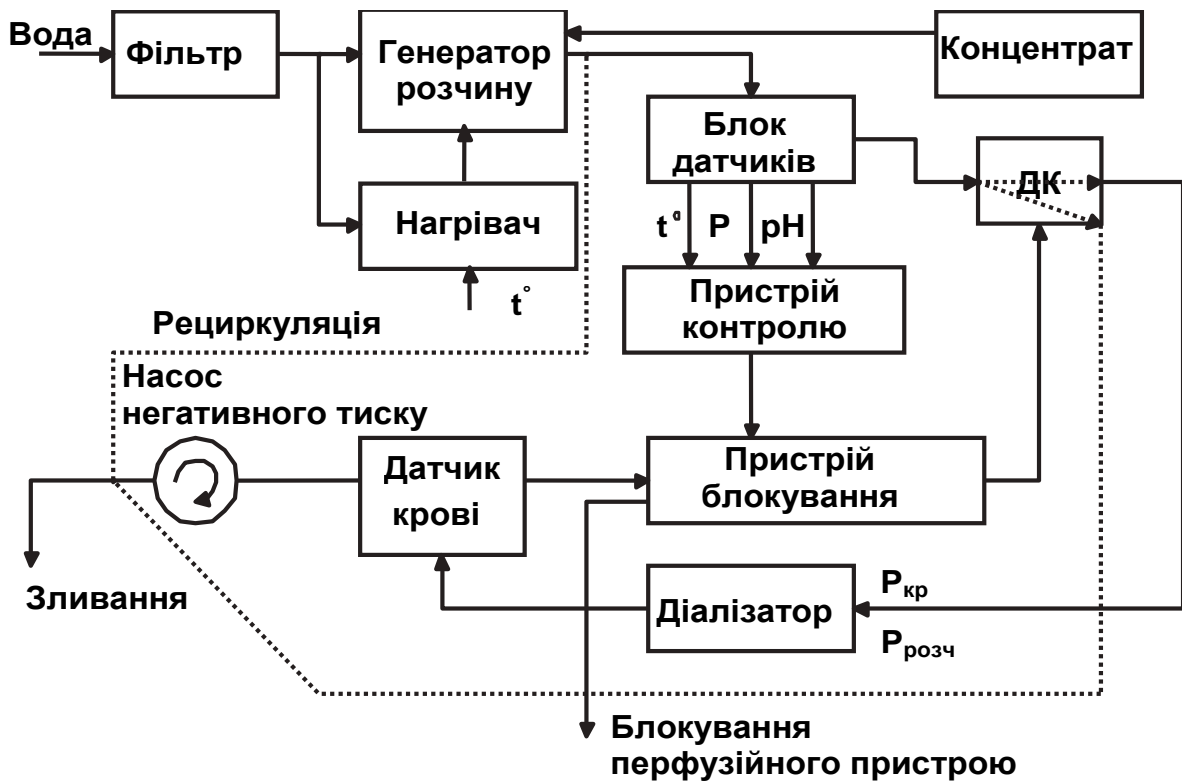 Вода
Фільтр
Генератор
розчину
Концентрат
Блок
датчиків
ДК
Нагрівач
t° P pH
Пристрій
контролю
t°
Рециркуляція
Насос
негативного тиску
Датчик
крові
Пристрій
блокування
Зливання
Діалізатор
Pкр
Pрозч
Блокування
перфузійного пристрою